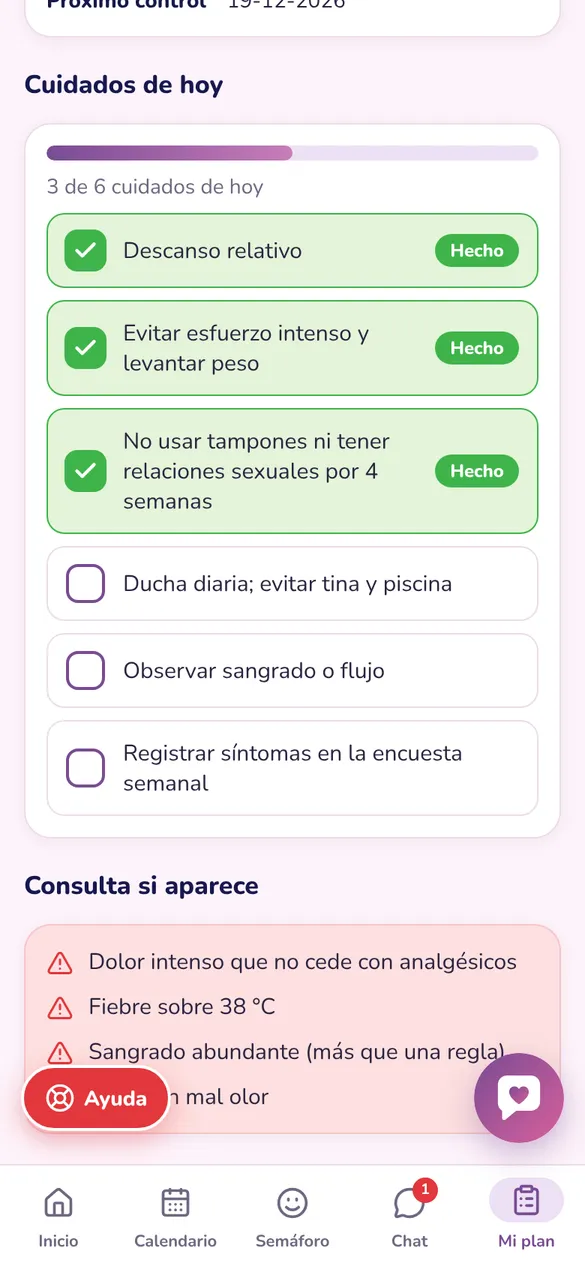 Próximo control 19-12-2026
Cuidados de hoy
3 de 6 cuidados de hoy
Descanso relativo
Hecho
Evitar esfuerzo intenso y
levantar peso
Hecho
No usar tampones ni tener
relaciones sexuales por 4
semanas
Hecho
Ducha diaria; evitar tina y piscina
Observar sangrado o flujo
Registrar síntomas en la encuesta
semanal
Consulta si aparece
Dolor intenso que no cede con analgésicos
Fiebre sobre 38 °C
Sangrado abundante (más que una regla)
mal olor
Ayuda
1
Inicio
Calendario
Semáforo
Chat
Mi plan